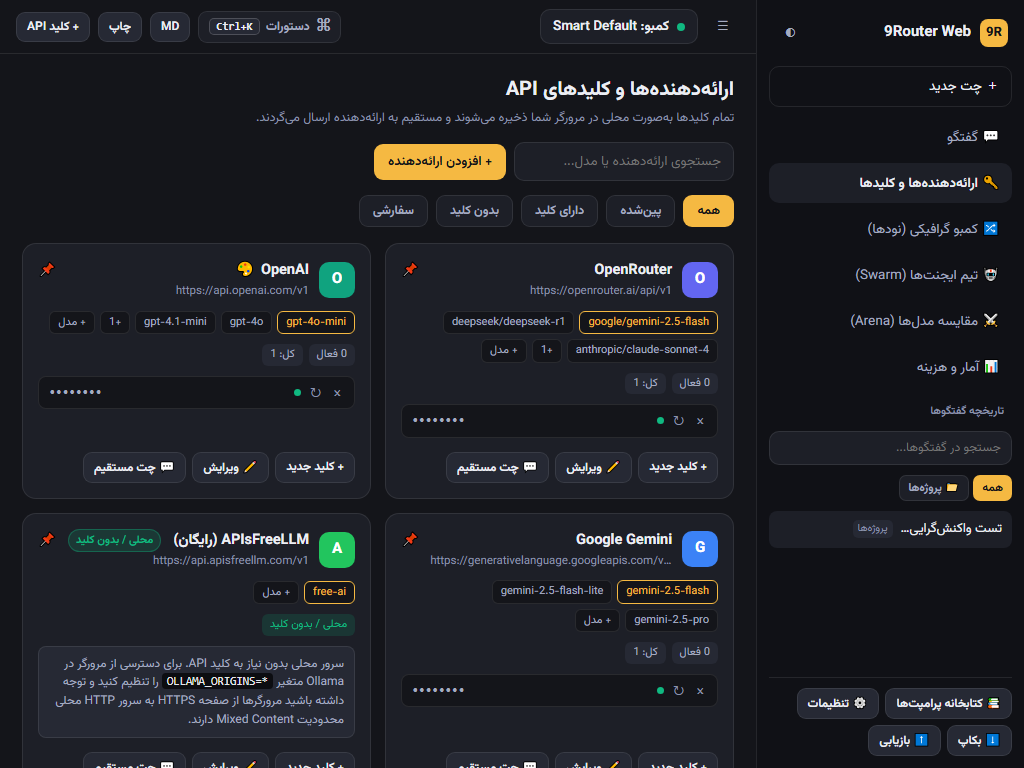 9R 9Router Web
+ چت جدید
گفتگو
ارائه‌دهنده‌ها و کلیدها
کمبو گرافیکی (نودها)
تیم ایجنت‌ها (Swarm)
مقایسه مدل‌ها (Arena)
آمار و هزینه
تاریخچه گفتگوها
جستجو در گفتگوها...
همه پروژه‌ها
تست واکنش‌گرایی... پروژه‌ها
کتابخانه پرامپت‌ها تنظیمات
بکاپ بازیابی
کمبو: Smart Default
دستورات Ctrl+K
MD
چاپ
+ کلید API
ارائه‌دهنده‌ها و کلیدهای API
تمام کلیدها به‌صورت محلی در مرورگر شما ذخیره می‌شوند و مستقیم به ارائه‌دهنده ارسال می‌گردند.
جستجوی ارائه‌دهنده یا مدل... + افزودن ارائه‌دهنده
همه پین‌شده دارای کلید بدون کلید سفارشی
O OpenRouter
https://openrouter.ai/api/v1
google/gemini-2.5-flash deepseek/deepseek-r1
anthropic/claude-sonnet-4 +1 + مدل
0 فعال کل: 1
••••••••
↻ ×
+ کلید جدید ویرایش چت مستقیم
O OpenAI
https://api.openai.com/v1
gpt-4o-mini gpt-4o gpt-4.1-mini +1 + مدل
0 فعال کل: 1
••••••••
↻ ×
+ کلید جدید ویرایش چت مستقیم
G Google Gemini
https://generativelanguage.googleapis.com/v...
gemini-2.5-flash gemini-2.5-flash-lite
gemini-2.5-pro + مدل
0 فعال کل: 1
••••••••
↻ ×
+ کلید جدید ویرایش چت مستقیم
A APIsFreeLLM (رایگان) محلی / بدون کلید
https://api.apisfreellm.com/v1
free-ai + مدل
محلی / بدون کلید
سرور محلی بدون نیاز به کلید API. برای دسترسی از مرورگر در
Ollama متغیر OLLAMA_ORIGINS=* را تنظیم کنید و توجه
داشته باشید مرورگرها از صفحه HTTPS به سرور HTTP محلی
محدودیت Mixed Content دارند.
+ کلید جدید ویرایش چت مستقیم